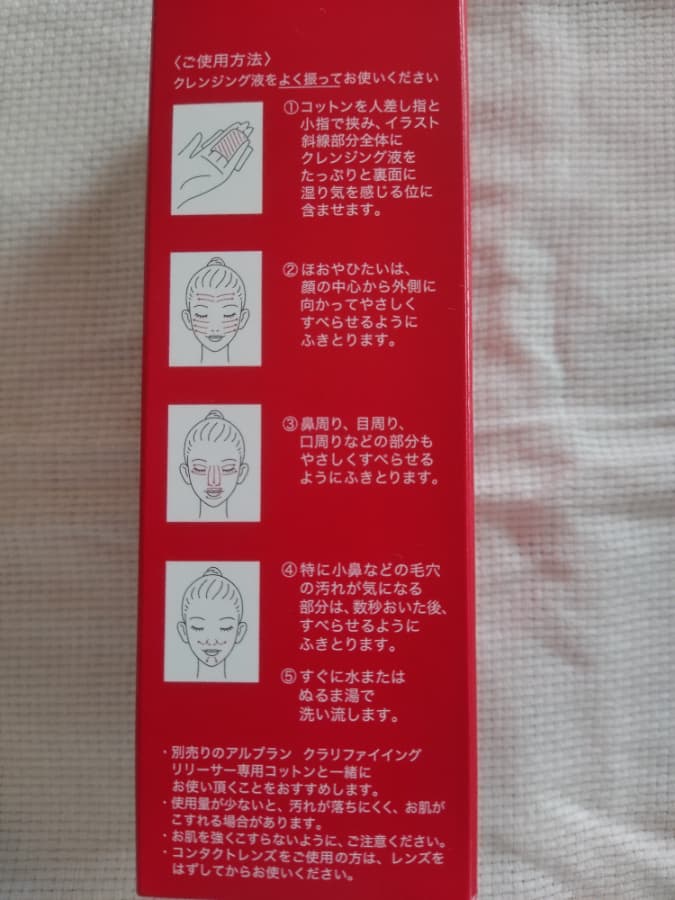 〈ご使用方法〉
クレンジング液をよく振ってお使いください
①コットンを人差し指と
小指で挟み、イラスト
斜線部分全体に
クレンジング液を
たっぷりと裏面に
湿り気を感じる位に
含ませます。
②ほおやひたいは、
顔の中心から外側に
向かってやさしく
すべらせるように
ふきとります。
③鼻周り、目周り、
口周りなどの部分も
やさしくすべらせる
ようにふきとります。
④特に小鼻などの毛穴
の汚れが気になる
部分は、数秒おいた後、
すべらせるように
ふきとります。
⑤すぐに水または
ぬるま湯で
洗い流します。
・別売りのアルブラン クラリファイイング
リリーサー専用コットンと一緒に
お使い頂くことをおすすめします。
・使用量が少ないと、汚れが落ちにくく、お肌が
こすれる場合があります。
・お肌を強くこすらないように、ご注意ください。
・コンタクトレンズをご使用の方は、レンズを
はずしてからお使いください。